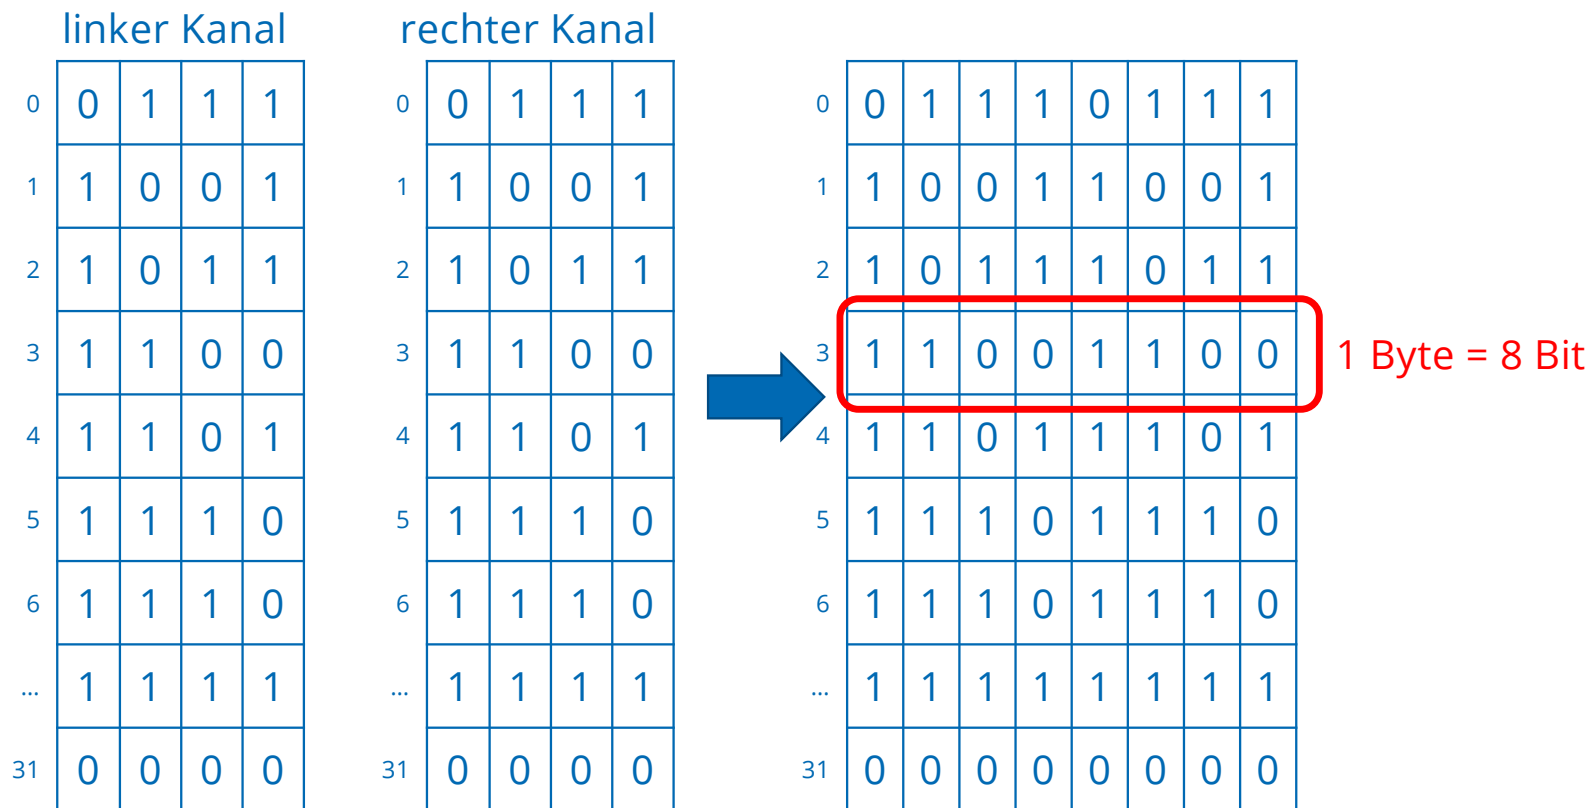 linker Kanal rechter Kanal
0 0 1 1 1 0 0 1 1 1 0 0 1 1 1 0 1 1 1
1 1 0 0 1 1 1 0 0 1 1 1 0 0 1 1 0 0 1
2 1 0 1 1 2 1 0 1 1 2 1 0 1 1 1 0 1 1
3 1 1 0 0 3 1 1 0 0 3 1 1 0 0 1 1 0 0 1 Byte = 8 Bit
4 1 1 0 1 4 1 1 0 1 4 1 1 0 1 1 1 0 1
5 1 1 1 0 5 1 1 1 0 5 1 1 1 0 1 1 1 0
6 1 1 1 0 6 1 1 1 0 6 1 1 1 0 1 1 1 0
... 1 1 1 1 ... 1 1 1 1 ... 1 1 1 1 1 1 1 1
31 0 0 0 0 31 0 0 0 0 31 0 0 0 0 0 0 0 0